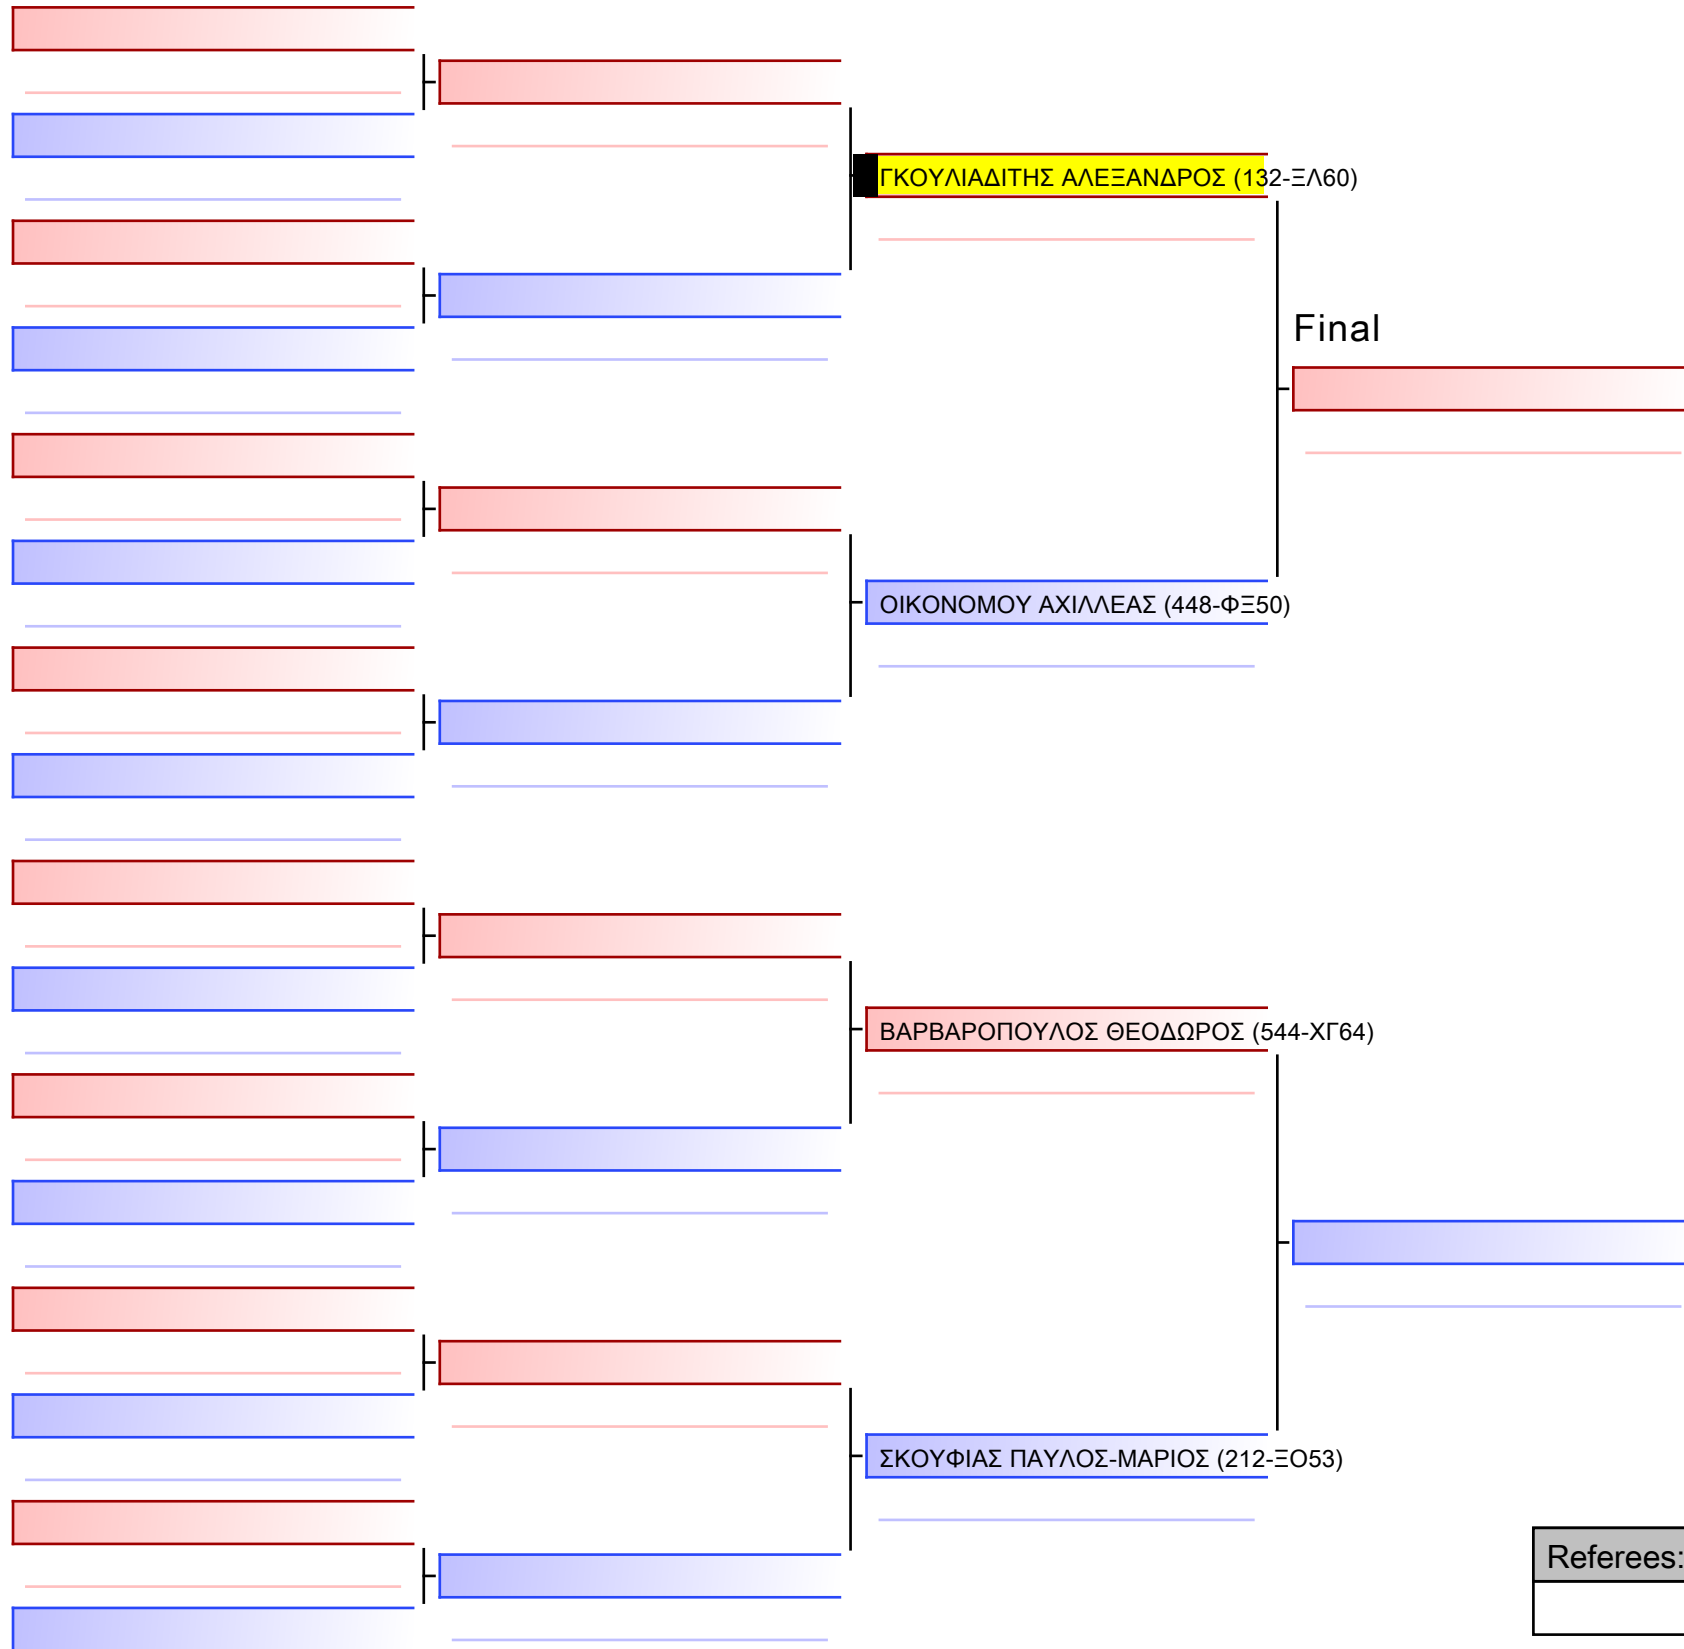 ΓΚΟΥΛΙΑΔΙΤΗΣ ΑΛΕΞΑΝΔΡΟΣ (132-ΞΛ60)
Final
ΟΙΚΟΝΟΜΟΥ ΑΧΙΛΛΕΑΣ (448-ΦΞ50)
ΒΑΡΒΑΡΟΠΟΥΛΟΣ ΘΕΟΔΩΡΟΣ (544-ΧΓ64)
ΣΚΟΥΦΙΑΣ ΠΑΥΛΟΣ-ΜΑΡΙΟΣ (212-ΞΟ53)
Referees: